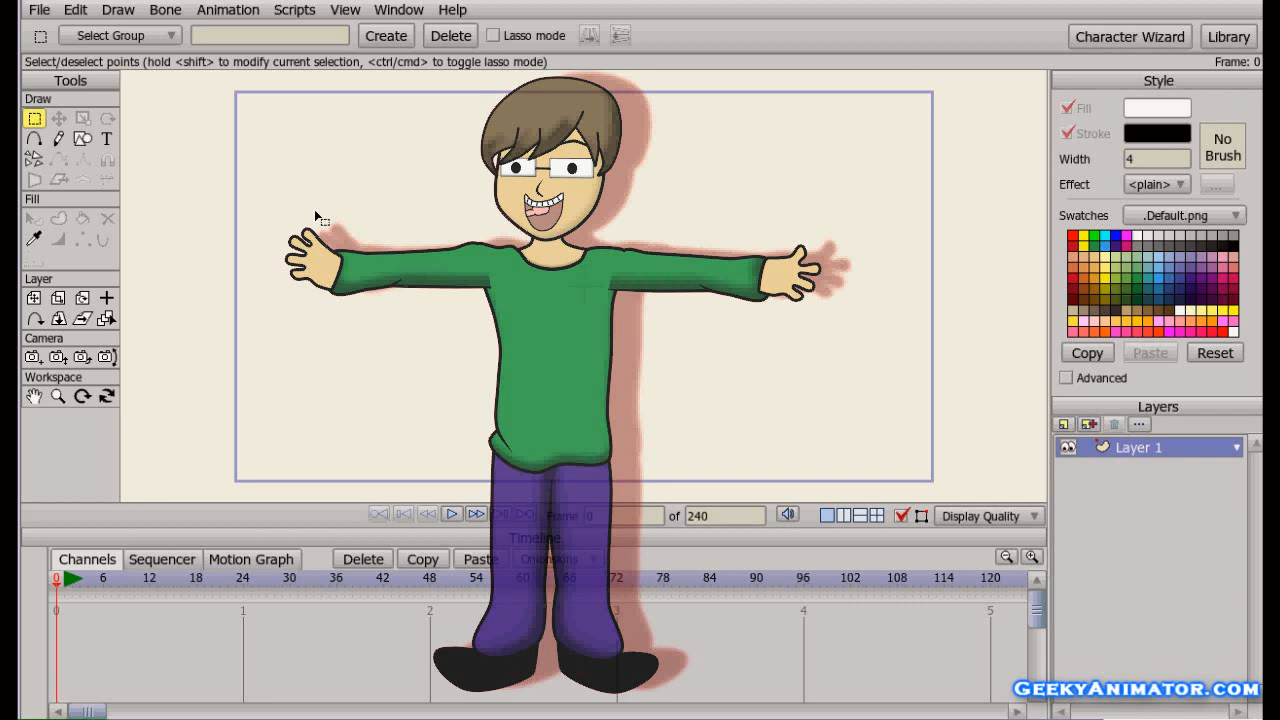 File Edit Draw Bone Animation Scripts View Window Help
Select Group Create Delete Lasso mode Character Wizard Library
Select/deselect points (hold <shift> to modify current selection, <ctrl/cmd> to toggle lasso mode) Frame: 0
Tools
Draw
T
Fill
Layer
Camera
Workspace
Style
Fill
Stroke
No
Brush
Width 4
Effect <plain> ...
Swatches .Default.png
Copy Paste Reset
Advanced
Layers
...
Layer 1
Frame 0 of 240 Display Quality
Timeline
Channels Sequencer Motion Graph Delete Copy Paste Onionskins
0 6 12 18 24 30 36 42 48 54 60 66 72 78 84 90 96 102 108 114 120
0 1 2 3 4 5
GeekyAnimator.com